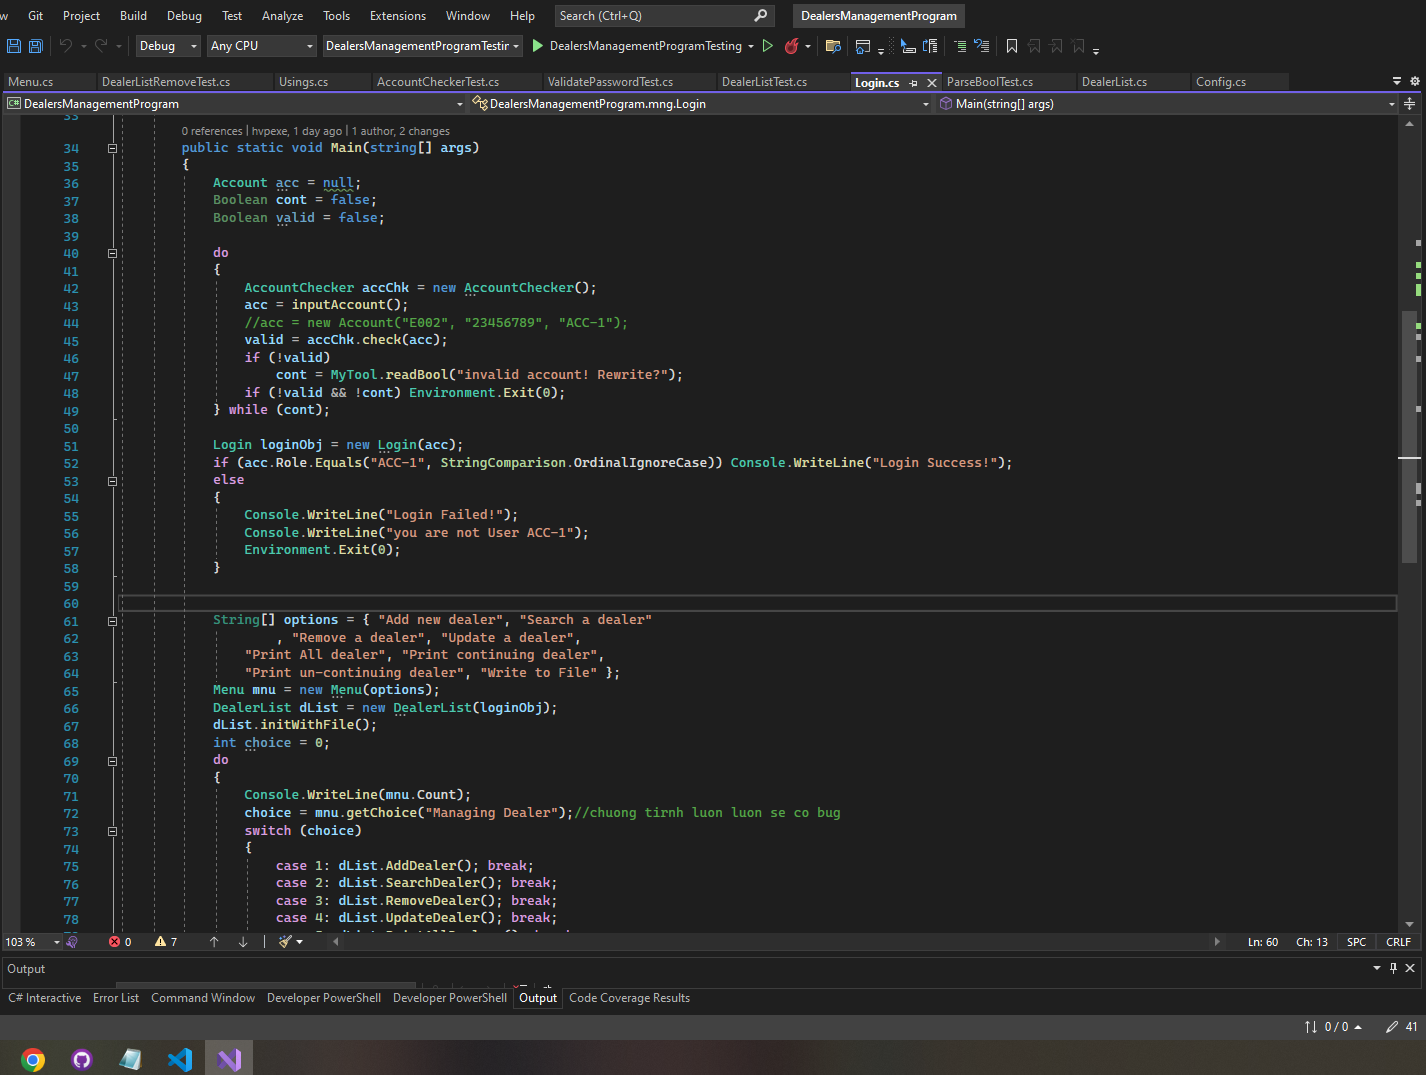 w Git Project Build Debug Test Analyze Tools Extensions Window Help Search (Ctrl+Q) DealersManagementProgram
Debug Any CPU DealersManagementProgramTestir DealersManagementProgramTesting
Menu.cs DealerListRemoveTest.cs Usings.cs AccountCheckerTest.cs ValidatePasswordTest.cs DealerListTest.cs Login.cs ParseBoolTest.cs DealerList.cs Config.cs
C# DealersManagementProgram DealersManagementProgram.mng.Login Main(string[] args)
33
0 references | hvpexe, 1 day ago | 1 author, 2 changes
34 public static void Main(string[] args)
35 {
36 Account acc = null;
37 Boolean cont = false;
38 Boolean valid = false;
39
40 do
41 {
42 AccountChecker accChk = new AccountChecker();
43 acc = inputAccount();
44 //acc = new Account("E002", "23456789", "ACC-1");
45 valid = accChk.check(acc);
46 if (!valid)
47 cont = MyTool.readBool("invalid account! Rewrite?");
48 if (!valid && !cont) Environment.Exit(0);
49 } while (cont);
50
51 Login loginObj = new Login(acc);
52 if (acc.Role.Equals("ACC-1", StringComparison.OrdinalIgnoreCase)) Console.WriteLine("Login Success!");
53 else
54 {
55 Console.WriteLine("Login Failed!");
56 Console.WriteLine("you are not User ACC-1");
57 Environment.Exit(0);
58 }
59
60
61 String[] options = { "Add new dealer", "Search a dealer"
62 , "Remove a dealer", "Update a dealer",
63 "Print All dealer", "Print continuing dealer",
64 "Print un-continuing dealer", "Write to File" };
65 Menu mnu = new Menu(options);
66 DealerList dList = new DealerList(loginObj);
67 dList.initWithFile();
68 int choice = 0;
69 do
70 {
71 Console.WriteLine(mnu.Count);
72 choice = mnu.getChoice("Managing Dealer");//chuong tirnh luon luon se co bug
73 switch (choice)
74 {
75 case 1: dList.AddDealer(); break;
76 case 2: dList.SearchDealer(); break;
77 case 3: dList.RemoveDealer(); break;
78 case 4: dList.UpdateDealer(); break;
103 % 0 7 Ln: 60 Ch: 13 SPC CRLF
Output
C# Interactive Error List Command Window Developer PowerShell Developer PowerShell Output Code Coverage Results
0 / 0 41